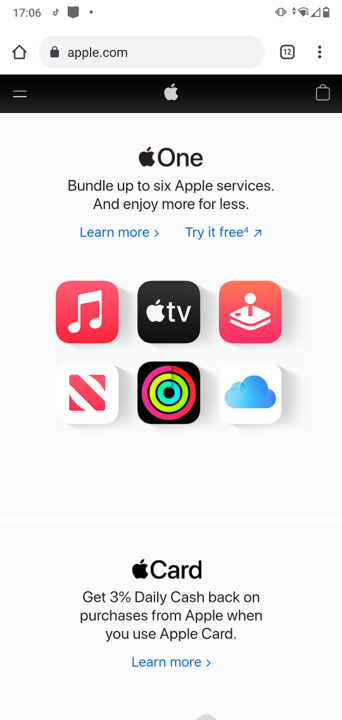 17:06
apple.com
12
One
Bundle up to six Apple services.
And enjoy more for less.
Learn more >
Try it free⁴ ↗
tv
Card
Get 3% Daily Cash back on
purchases from Apple when
you use Apple Card.
Learn more >